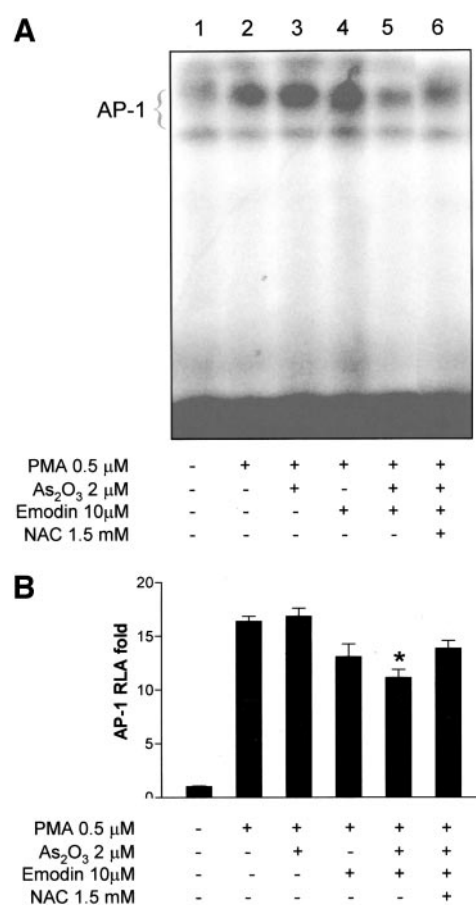 A
1 2 3 4 5 6
AP-1 {
PMA 0.5 µM - + + + + +
As₂O₃ 2 µM - - + - + +
Emodin 10µM - - - + + +
NAC 1.5 mM - - - - - +
B
AP-1 RLA fold
20
15
10
5
0
*
PMA 0.5 µM - + + + + +
As₂O₃ 2 µM - - + - + +
Emodin 10µM - - - + + +
NAC 1.5 mM - - - - - +